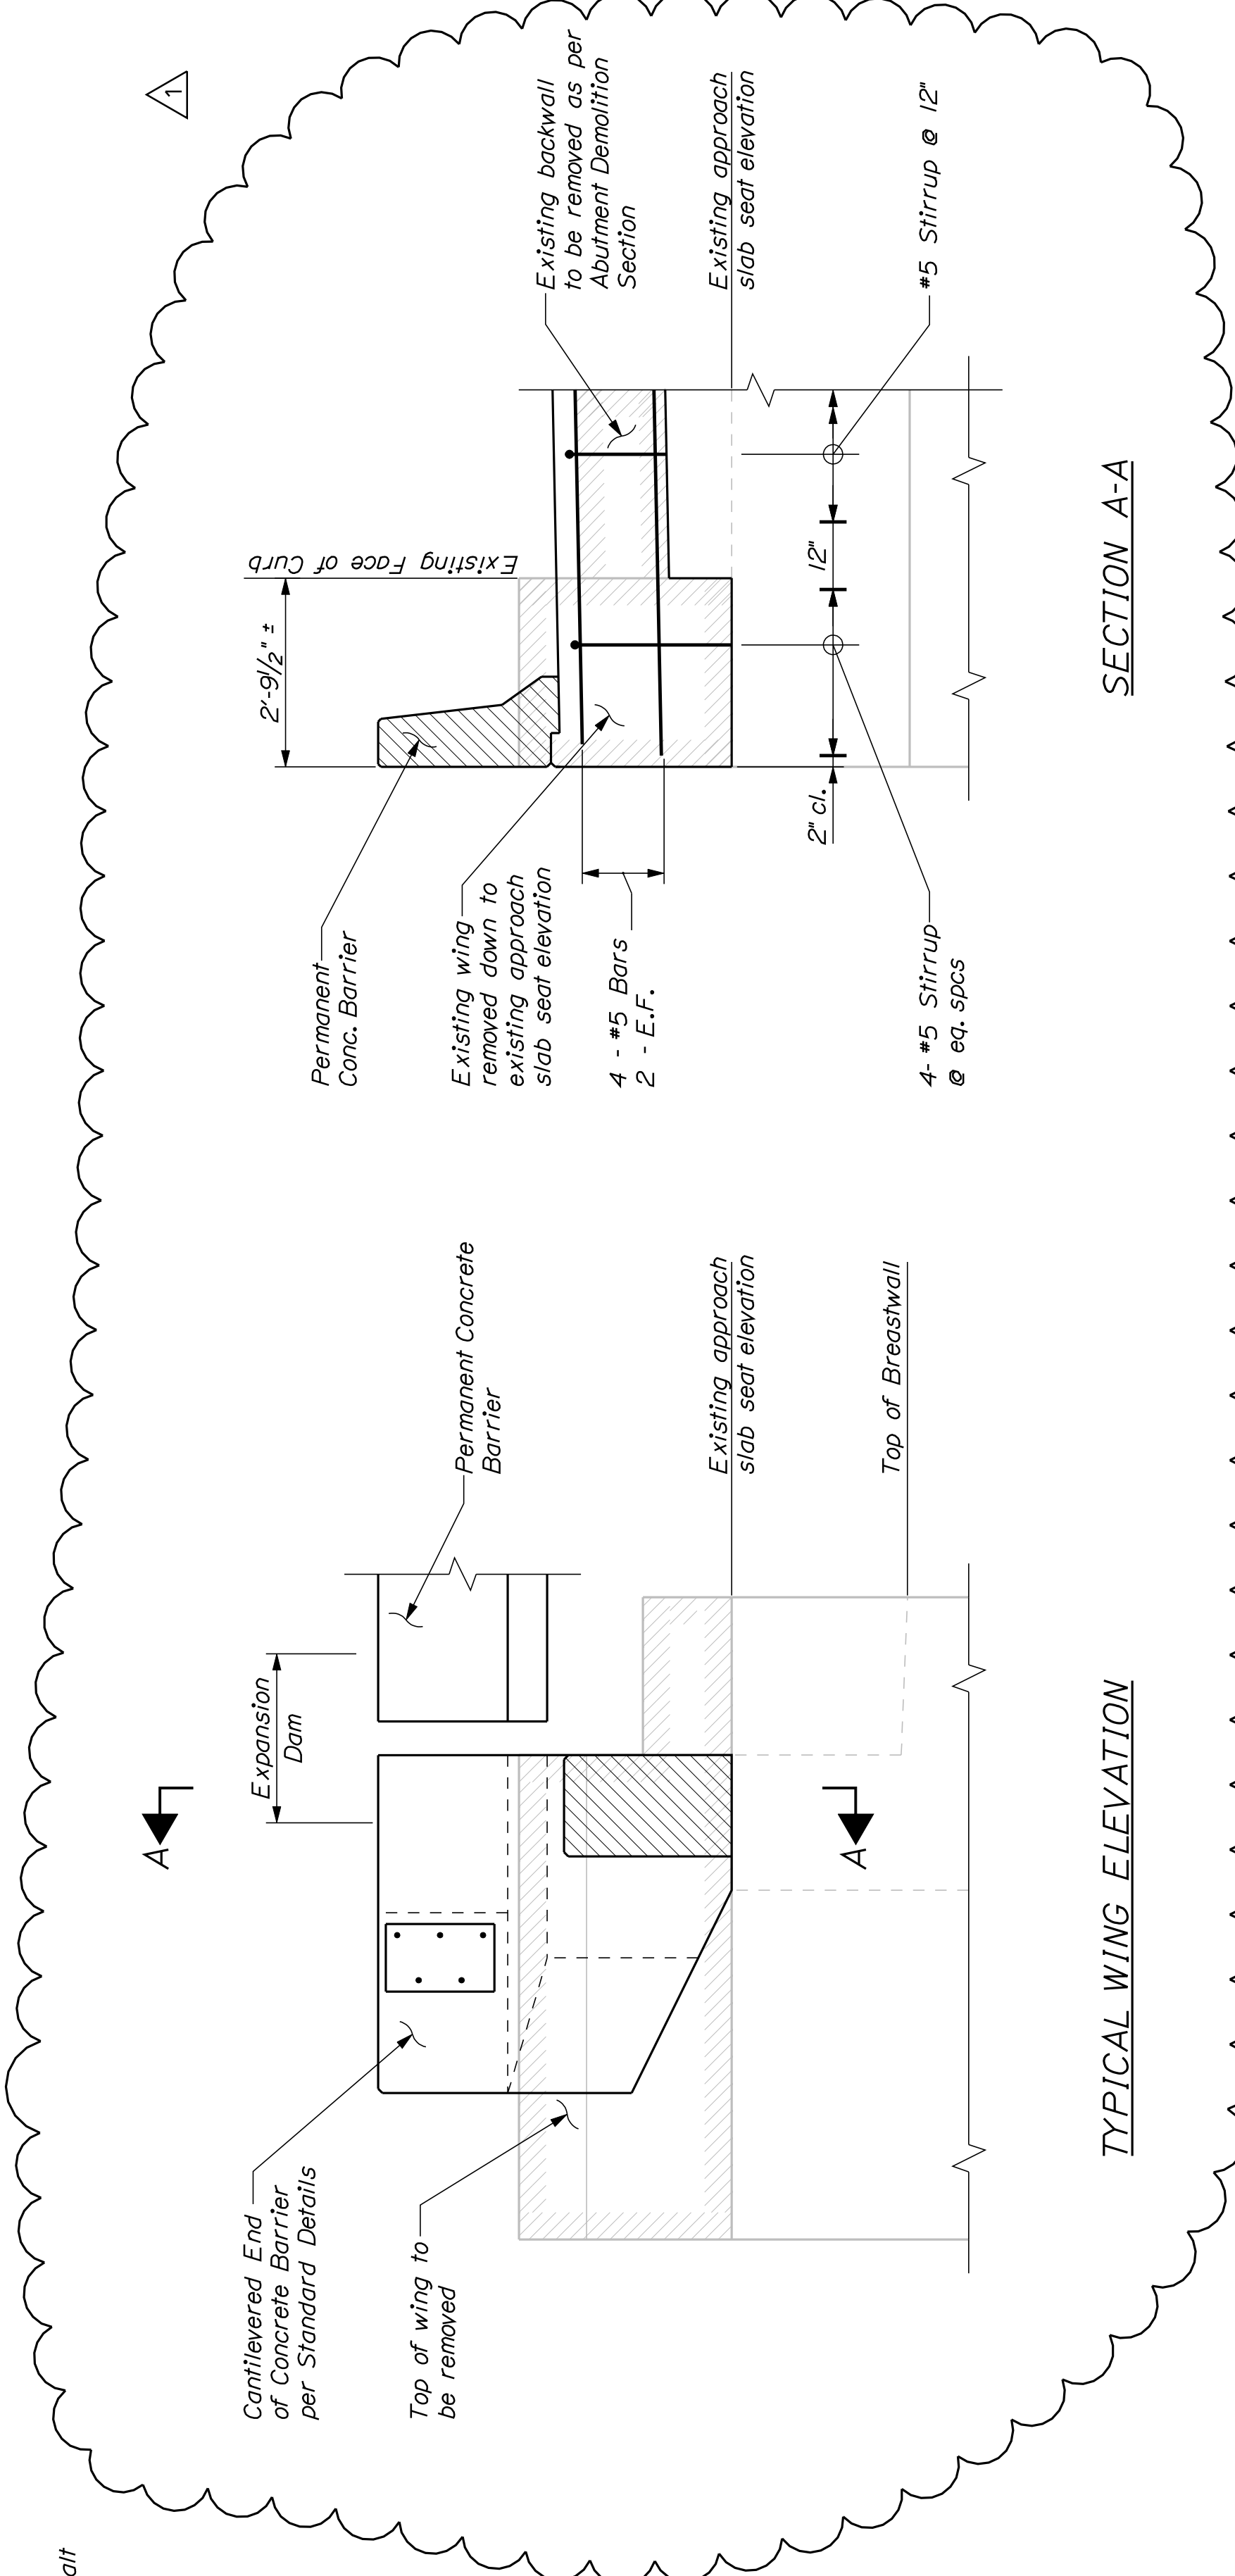 1
Cantilevered End
of Concrete Barrier
per Standard Details
Top of wing to
be removed
A
A
Expansion
Dam
Permanent Concrete
Barrier
Existing approach
slab seat elevation
Top of Breastwall
TYPICAL WING ELEVATION
Permanent
Conc. Barrier
Existing wing
removed down to
existing approach
slab seat elevation
4 - #5 Bars
2 - E.F.
4- #5 Stirrup
@ eq. spcs
2'-9½" ±
Existing Face of Curb
2" cl.
12"
Existing backwall
to be removed as per
Abutment Demolition
Section
Existing approach
slab seat elevation
#5 Stirrup @ 12"
SECTION A-A
alt